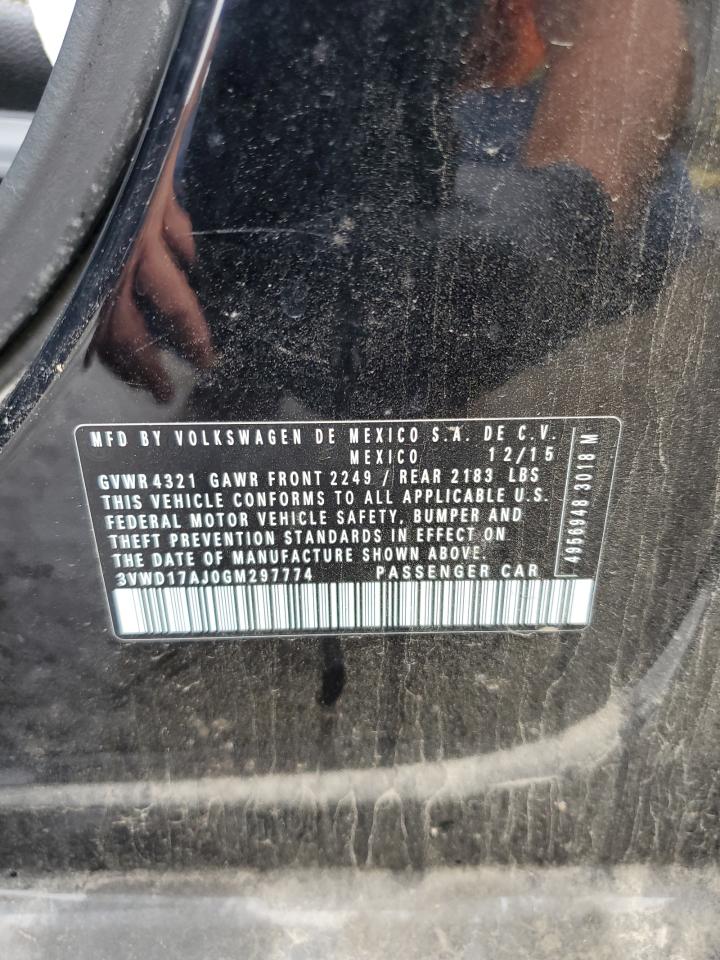 MFD BY VOLKSWAGEN DE MEXICO S.A. DE C.V.
MEXICO 12/15
GVWR 4321 GAWR FRONT 2249 / REAR 2183 LBS
THIS VEHICLE CONFORMS TO ALL APPLICABLE U.S.
FEDERAL MOTOR VEHICLE SAFETY, BUMPER AND
THEFT PREVENTION STANDARDS IN EFFECT ON
THE DATE OF MANUFACTURE SHOWN ABOVE.
3VWD17AJ0GM297774 PASSENGER CAR
4956948 3018 M